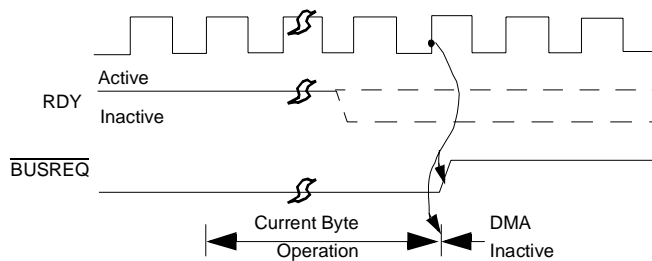 Active
RDY
Inactive
BUSREQ
Current Byte
Operation
DMA
Inactive